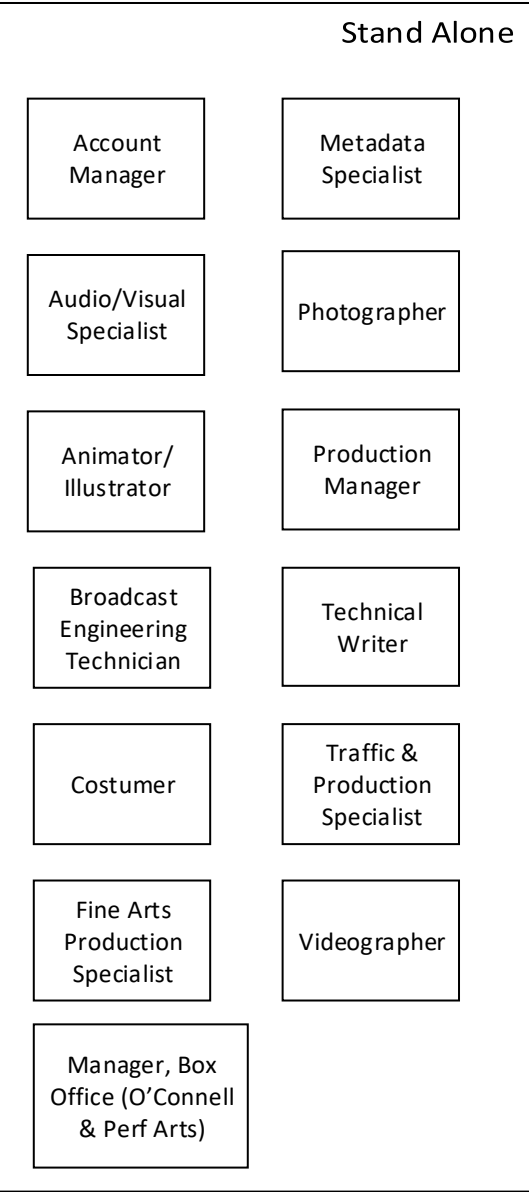 Stand Alone
Account
Manager
Metadata
Specialist
Audio/Visual
Specialist
Photographer
Animator/
Illustrator
Production
Manager
Broadcast
Engineering
Technician
Technical
Writer
Costumer
Traffic &
Production
Specialist
Fine Arts
Production
Specialist
Videographer
Manager, Box
Office (O’Connell
& Perf Arts)